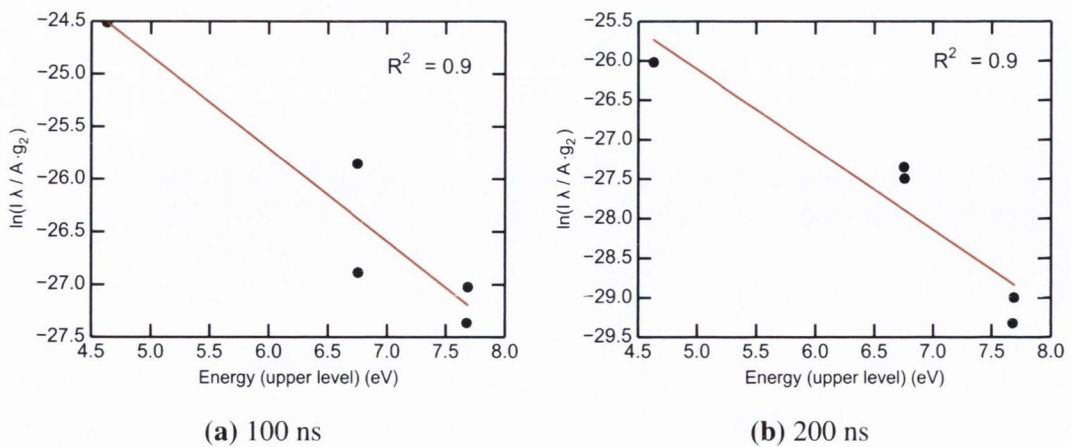 −24.5
−25.0
−25.5
−26.0
−26.5
−27.0
−27.5
ln(I λ / A ·g₂)
R² = 0.9
4.5 5.0 5.5 6.0 6.5 7.0 7.5 8.0
Energy (upper level) (eV)
(a) 100 ns
−25.5
−26.0
−26.5
−27.0
−27.5
−28.0
−28.5
−29.0
−29.5
ln(I λ / A ·g₂)
R² = 0.9
4.5 5.0 5.5 6.0 6.5 7.0 7.5 8.0
Energy (upper level) (eV)
(b) 200 ns